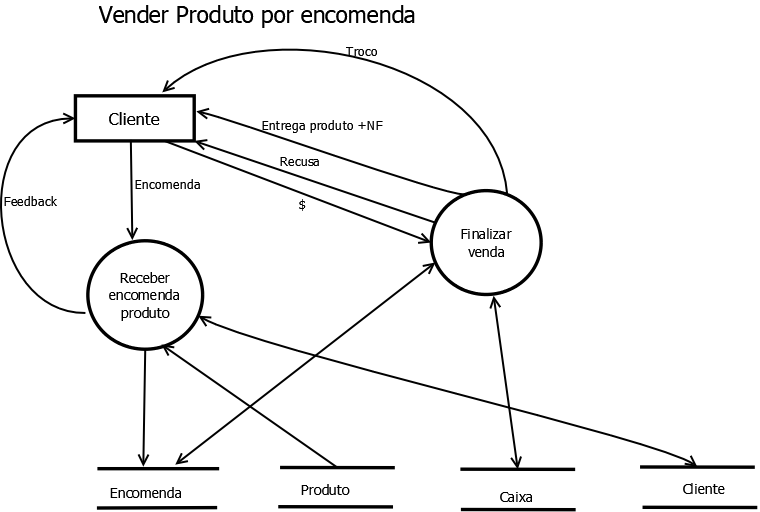 Vender Produto por encomenda
Troco
Cliente
Entrega produto +NF
Recusa
Encomenda
Feedback
$
Finalizar
venda
Receber
encomenda
produto
Encomenda
Produto
Caixa
Cliente